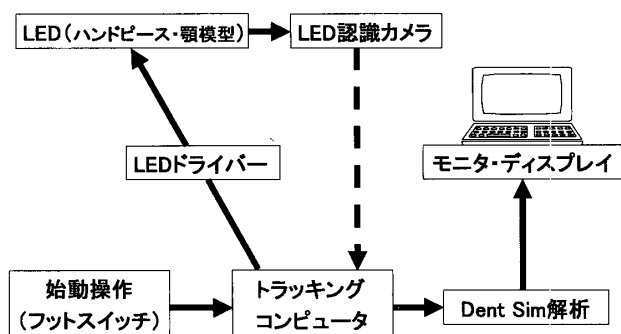 LED(ハンドピース・顎模型)
LED認識カメラ
LEDドライバー
モニタ・ディスプレイ
始動操作
(フットスイッチ)
トラッキング
コンピュータ
Dent Sim解析